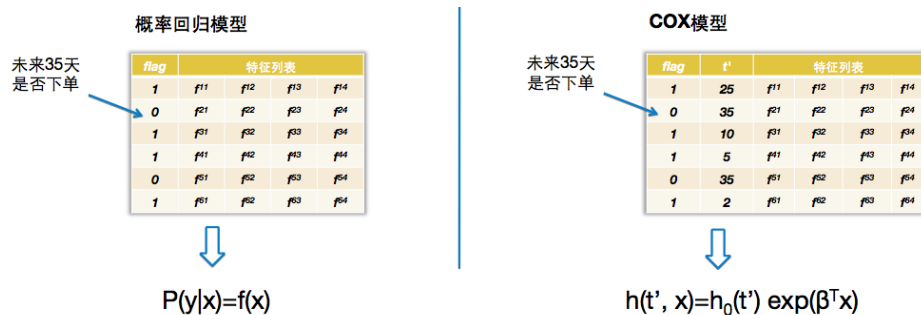 概率回归模型
未来35天
是否下单
flag 特征列表
1 f¹¹ f¹² f¹³ f¹⁴
0 f²¹ f²² f²³ f²⁴
1 f³¹ f³² f³³ f³⁴
1 f⁴¹ f⁴² f⁴³ f⁴⁴
0 f⁵¹ f⁵² f⁵³ f⁵⁴
1 f⁶¹ f⁶² f⁶³ f⁶⁴
P(y|x)=f(x)
COX模型
未来35天
是否下单
flag t' 特征列表
1 25 f¹¹ f¹² f¹³ f¹⁴
0 35 f²¹ f²² f²³ f²⁴
1 10 f³¹ f³² f³³ f³⁴
1 5 f⁴¹ f⁴² f⁴³ f⁴⁴
0 35 f⁵¹ f⁵² f⁵³ f⁵⁴
1 2 f⁶¹ f⁶² f⁶³ f⁶⁴
h(t', x)=h₀(t') exp(βᵀx)